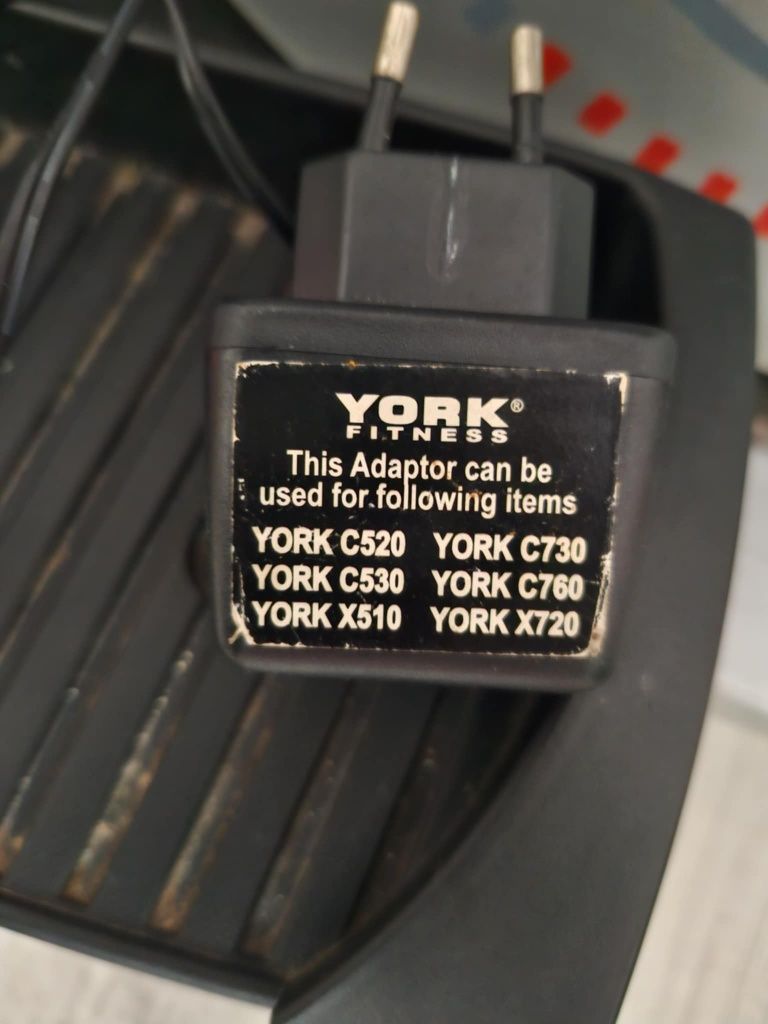 YORK®
FITNESS
This Adaptor can be
used for following items
YORK C520 YORK C730
YORK C530 YORK C760
YORK X510 YORK X720